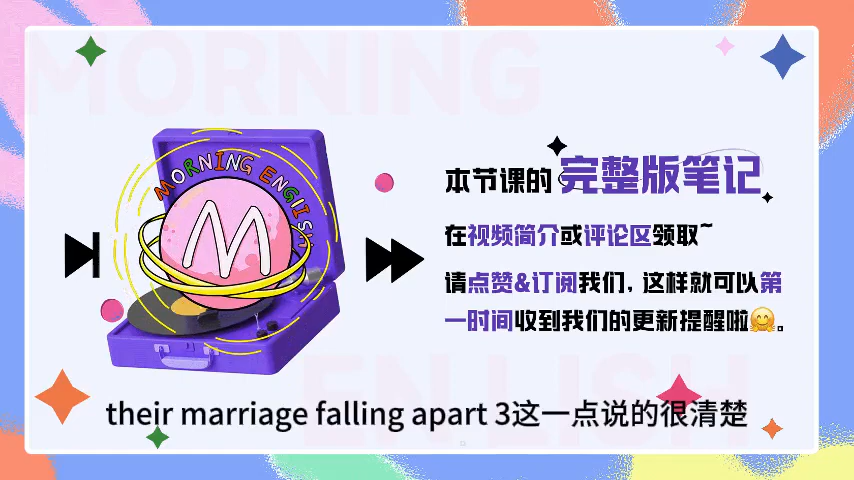 MORNING
MORNING ENGlISH
M
本节课的 完整版笔记
在视频简介或评论区领取~
请点赞&订阅我们，这样就可以第
一时间收到我们的更新提醒啦🤗。
ENGLISH
their marriage falling apart 3这一点说的很清楚